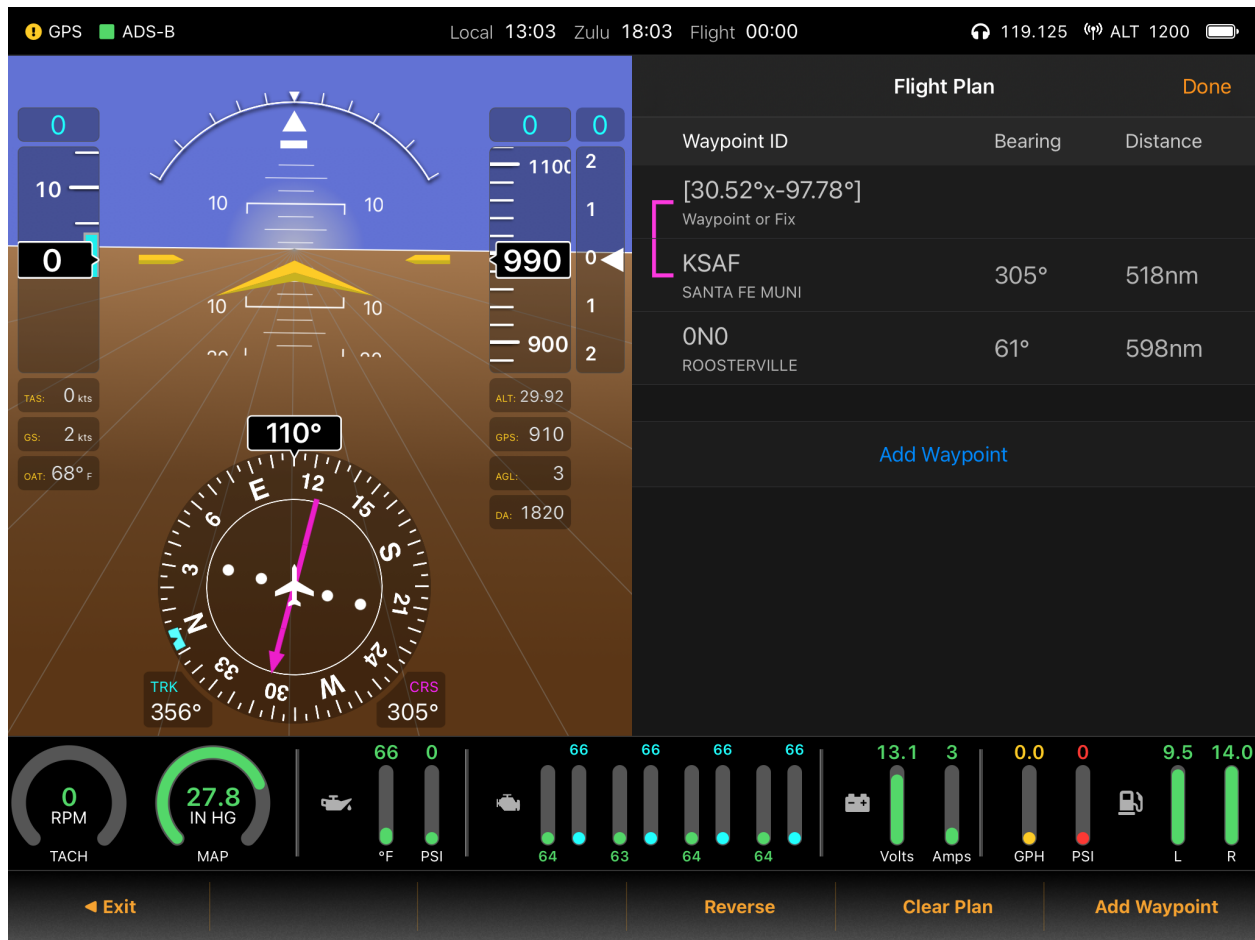 GPS ADS-B Local 13:03 Zulu 18:03 Flight 00:00 119.125 ALT 1200
0
10
0
TAS: 0 kts
GS: 2 kts
OAT: 68° F
10 10
10 10
20 20
0 0
1100
990
900
2
1
0
1
2
ALT: 29.92
GPS: 910
AGL: 3
DA: 1820
110°
N 3 6 E 12 15 S 21 24 W 30 33
TRK
356°
CRS
305°
Flight Plan Done
Waypoint ID Bearing Distance
[30.52°x-97.78°]
Waypoint or Fix
KSAF 305° 518nm
SANTA FE MUNI
0N0 61° 598nm
ROOSTERVILLE
Add Waypoint
0
RPM
TACH
27.8
IN HG
MAP
66 0
°F PSI
66 66 66 66
64 63 64 64
13.1 3
Volts Amps
0.0 0
GPH PSI
9.5 14.0
L R
◀ Exit Reverse Clear Plan Add Waypoint